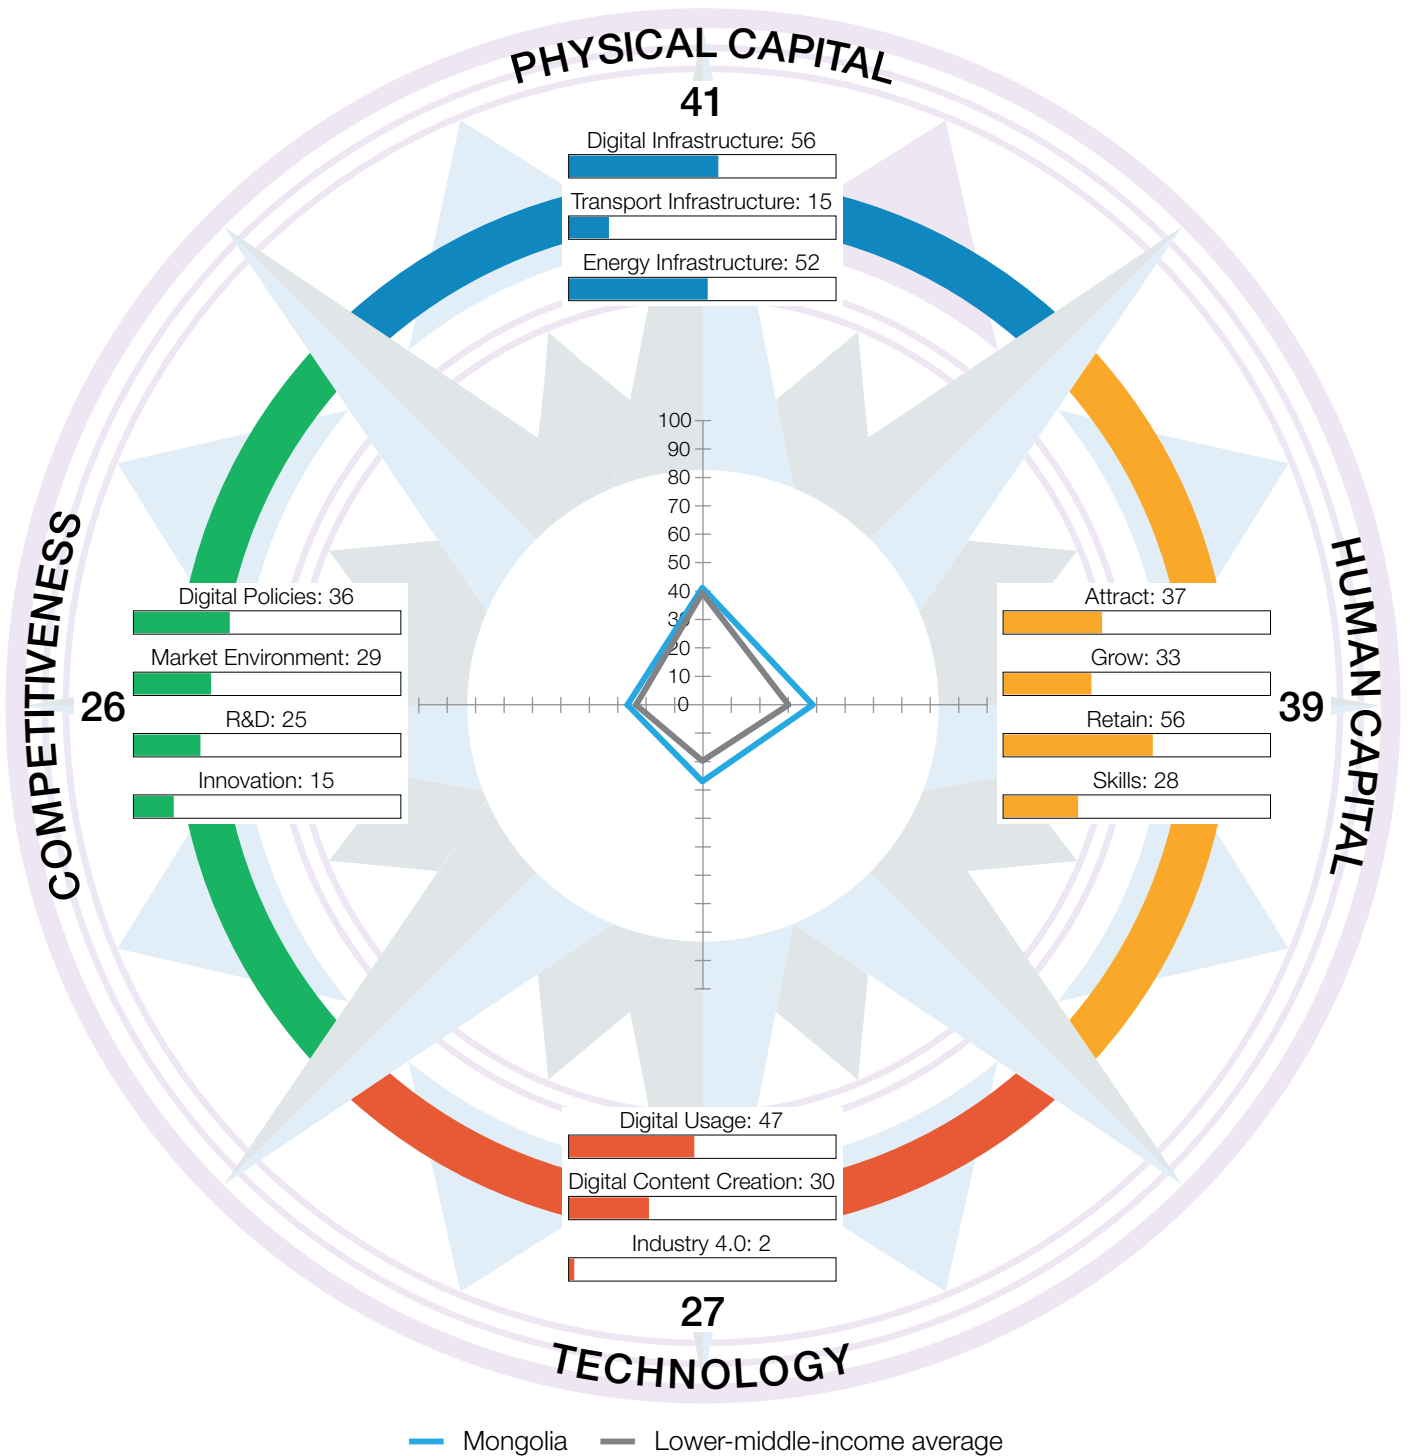 PHYSICAL CAPITAL
41
Digital Infrastructure: 56
Transport Infrastructure: 15
Energy Infrastructure: 52
100
90
80
70
60
50
40
30
20
10
0
COMPETITIVENESS
26
Digital Policies: 36
Market Environment: 29
R&D: 25
Innovation: 15
HUMAN CAPITAL
39
Attract: 37
Grow: 33
Retain: 56
Skills: 28
Digital Usage: 47
Digital Content Creation: 30
Industry 4.0: 2
27
TECHNOLOGY
Mongolia
Lower-middle-income average